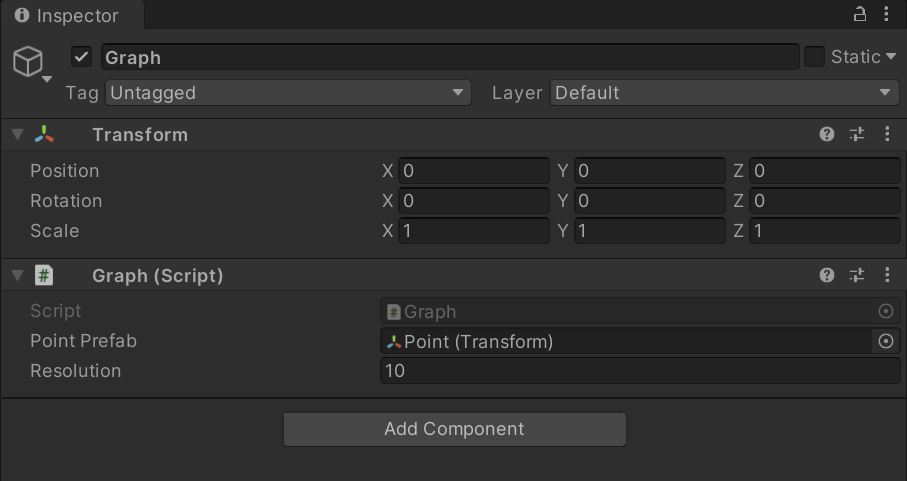 Inspector
Graph Static
Tag Untagged Layer Default
Transform
Position X 0 Y 0 Z 0
Rotation X 0 Y 0 Z 0
Scale X 1 Y 1 Z 1
Graph (Script)
Script Graph
Point Prefab Point (Transform)
Resolution 10
Add Component